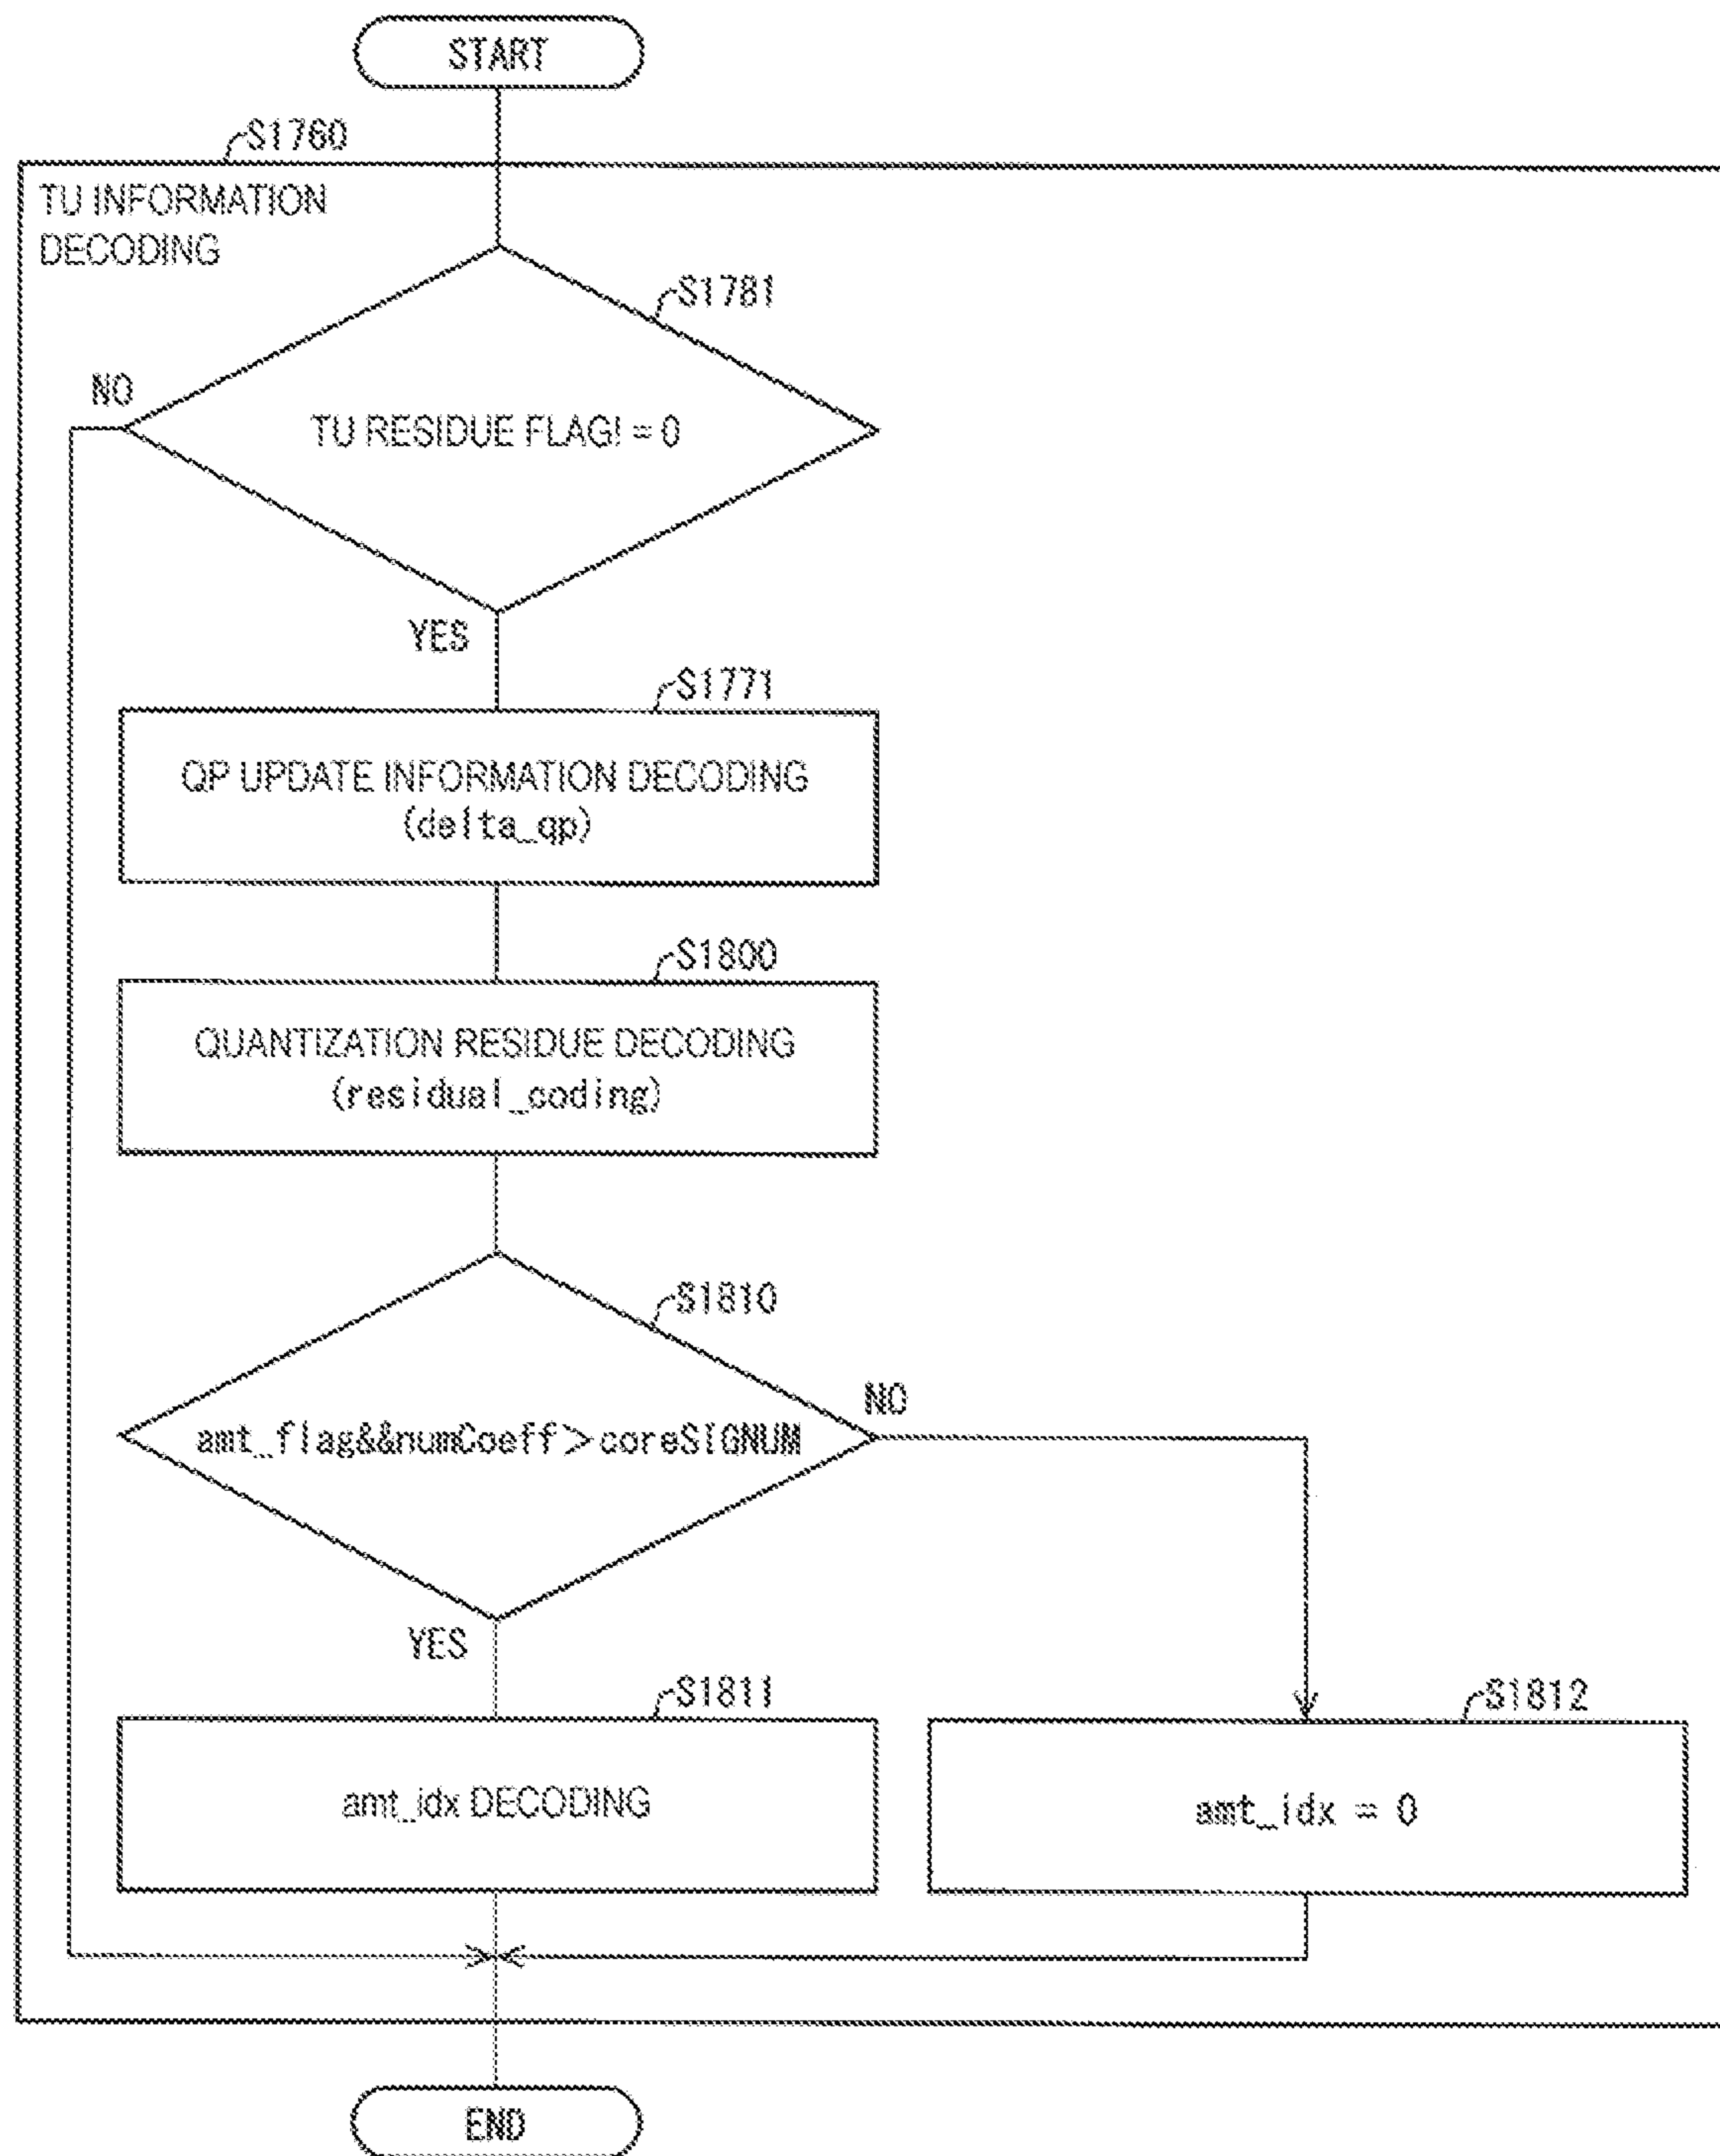 START
S1760
TU INFORMATION
DECODING
S1781
NO
TU RESIDUE FLAG! = 0
YES
S1771
QP UPDATE INFORMATION DECODING
(delta_qp)
S1800
QUANTIZATION RESIDUE DECODING
(residual_coding)
S1810
NO
amt_flag&&numCoeff>coreSIGNUM
YES
S1811
S1812
amt_idx DECODING
amt_idx = 0
END